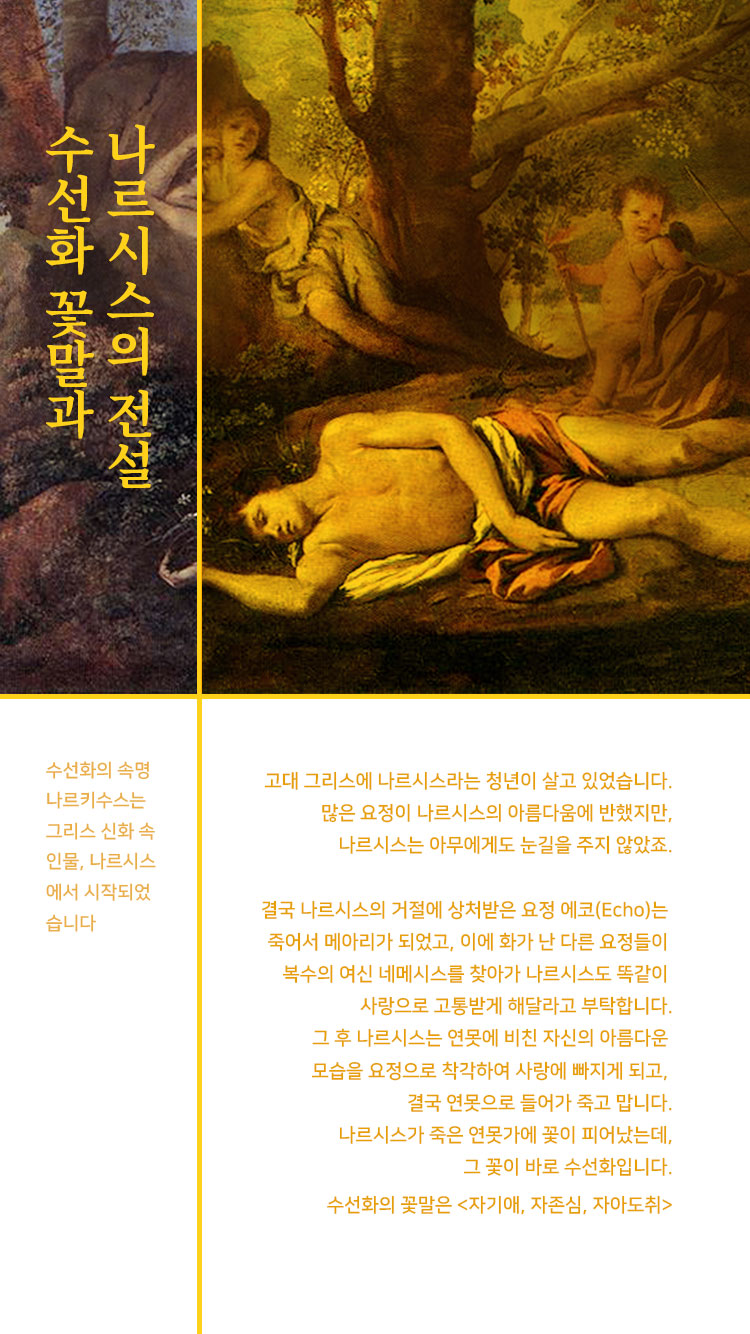 수선화 꽃말과
나르시스의 전설
수선화의 속명
나르키수스는
그리스 신화 속
인물, 나르시스
에서 시작되었
습니다
고대 그리스에 나르시스라는 청년이 살고 있었습니다.
많은 요정이 나르시스의 아름다움에 반했지만,
나르시스는 아무에게도 눈길을 주지 않았죠.
결국 나르시스의 거절에 상처받은 요정 에코(Echo)는
죽어서 메아리가 되었고, 이에 화가 난 다른 요정들이
복수의 여신 네메시스를 찾아가 나르시스도 똑같이
사랑으로 고통받게 해달라고 부탁합니다.
그 후 나르시스는 연못에 비친 자신의 아름다운
모습을 요정으로 착각하여 사랑에 빠지게 되고,
결국 연못으로 들어가 죽고 맙니다.
나르시스가 죽은 연못가에 꽃이 피어났는데,
그 꽃이 바로 수선화입니다.
수선화의 꽃말은 <자기애, 자존심, 자아도취>